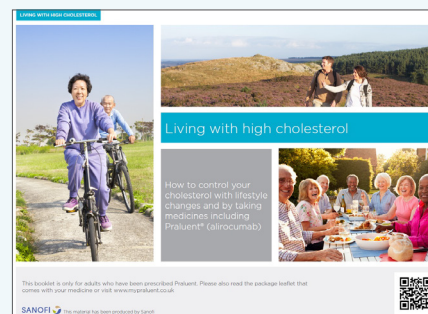 LIVING WITH HIGH CHOLESTEROL
Living with high cholesterol
How to control your
cholesterol with lifestyle
changes and by taking
medicines including
Praluent® (alirocumab)
This booklet is only for adults who have been prescribed Praluent. Please also read the package leaflet that
comes with your medicine or visit www.mypraluent.co.uk
SANOFI This material has been produced by Sanofi